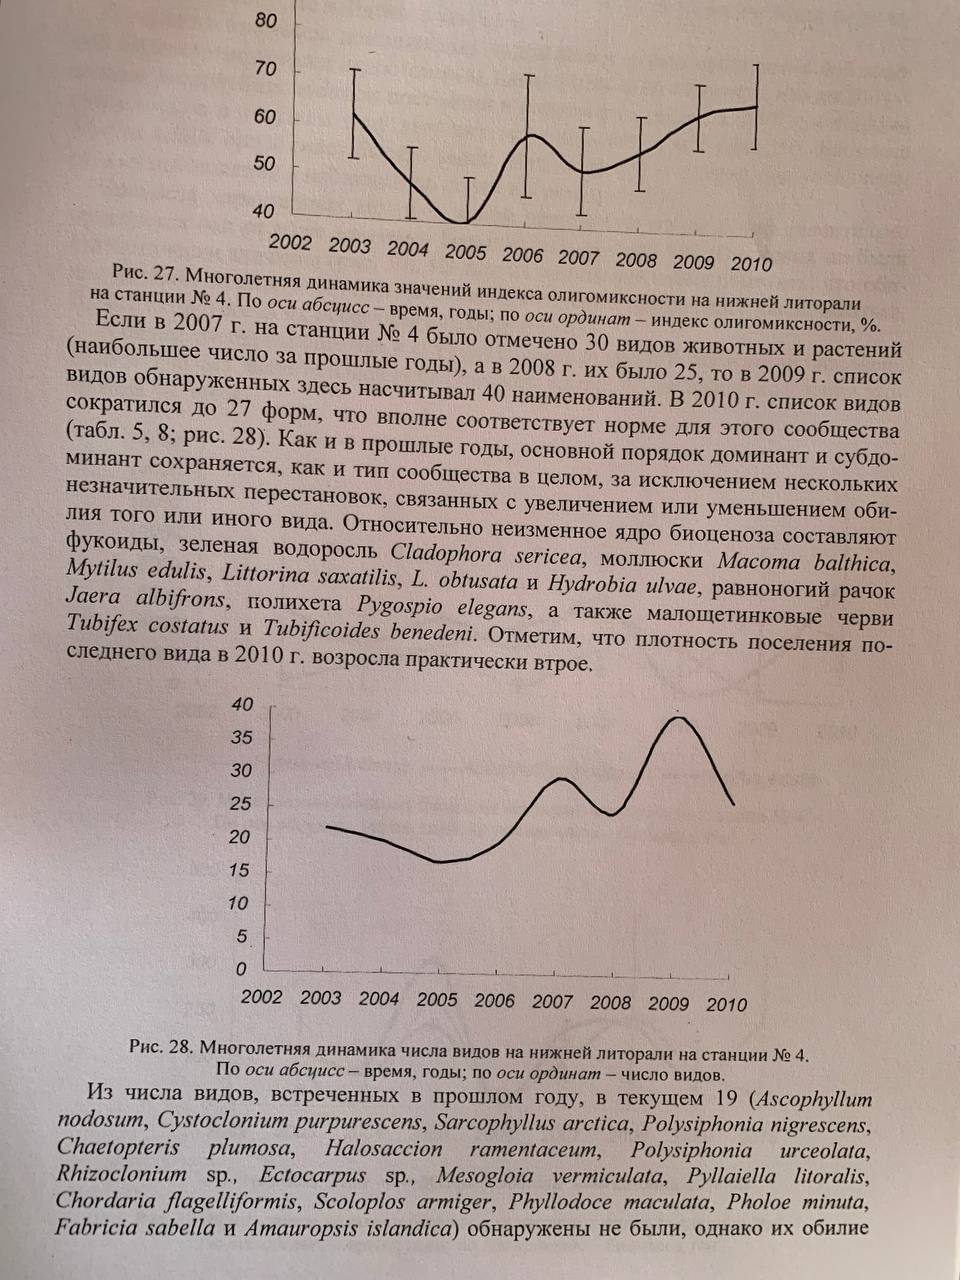 80
70
60
50
40
2002 2003 2004 2005 2006 2007 2008 2009 2010
Рис. 27. Многолетняя динамика значений индекса олигомиксности на нижней литорали
на станции № 4. По оси абсцисс – время, годы; по оси ординат – индекс олигомиксности, %.
Если в 2007 г. на станции № 4 было отмечено 30 видов животных и растений
(наибольшее число за прошлые годы), а в 2008 г. их было 25, то в 2009 г. список
видов обнаруженных здесь насчитывал 40 наименований. В 2010 г. список видов
сократился до 27 форм, что вполне соответствует норме для этого сообщества
(табл. 5, 8; рис. 28). Как и в прошлые годы, основной порядок доминант и субдо-
минант сохраняется, как и тип сообщества в целом, за исключением нескольких
незначительных перестановок, связанных с увеличением или уменьшением оби-
лия того или иного вида. Относительно неизменное ядро биоценоза составляют
фукоиды, зеленая водоросль Cladophora sericea, моллюски Macoma balthica,
Mytilus edulis, Littorina saxatilis, L. obtusata и Hydrobia ulvae, равноногий рачок
Jaera albifrons, полихета Pygospio elegans, а также малощетинковые черви
Tubifex costatus и Tubificoides benedeni. Отметим, что плотность поселения по-
следнего вида в 2010 г. возросла практически втрое.
40
35
30
25
20
15
10
5
0
2002 2003 2004 2005 2006 2007 2008 2009 2010
Рис. 28. Многолетняя динамика числа видов на нижней литорали на станции № 4.
По оси абсцисс – время, годы; по оси ординат – число видов.
Из числа видов, встреченных в прошлом году, в текущем 19 (Ascophyllum
nodosum, Cystoclonium purpurescens, Sarcophyllus arctica, Polysiphonia nigrescens,
Chaetopteris plumosa, Halosaccion ramentaceum, Polysiphonia urceolata,
Rhizoclonium sp., Ectocarpus sp., Mesogloia vermiculata, Pyllaiella litoralis,
Chordaria flagelliformis, Scoloplos armiger, Phyllodoce maculata, Pholoe minuta,
Fabricia sabella и Amauropsis islandica) обнаружены не были, однако их обилие